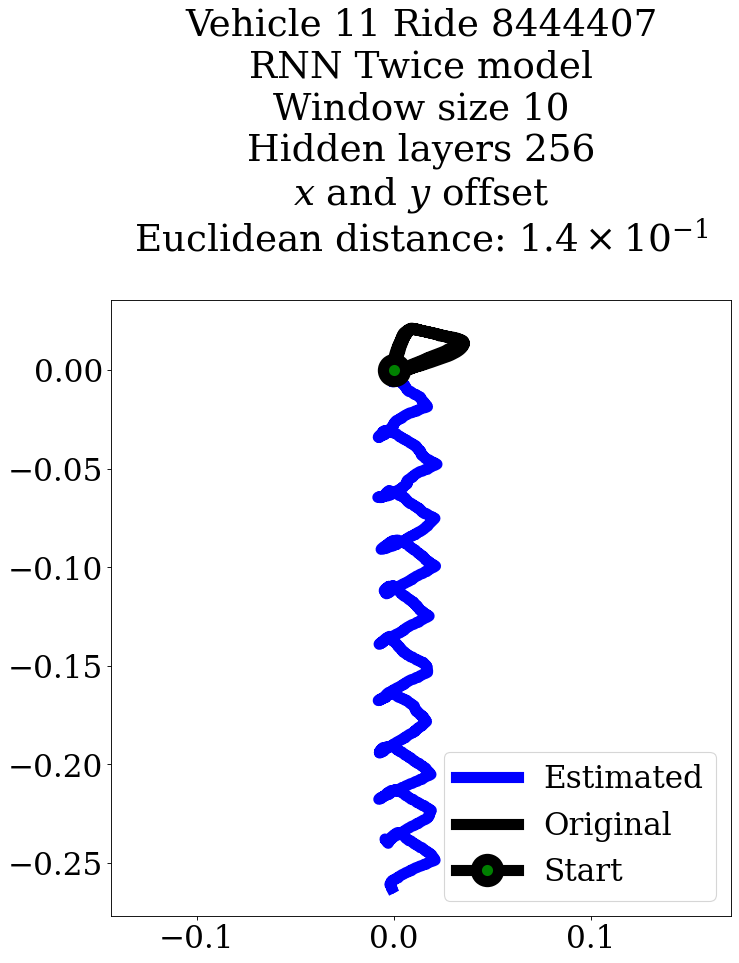 Vehicle 11 Ride 8444407
RNN Twice model
Window size 10
Hidden layers 256
x and y offset
Euclidean distance: 1.4 × 10⁻¹
0.00
−0.05
−0.10
−0.15
−0.20
−0.25
Estimated
Original
Start
−0.1
0.0
0.1